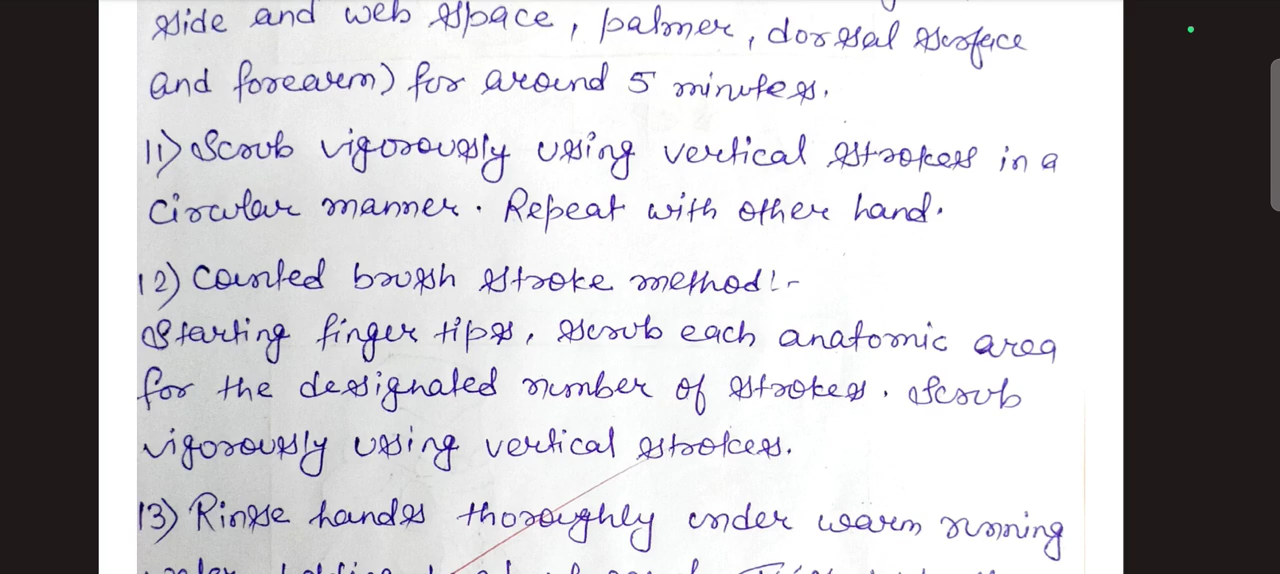 side and web space, palmer, dorsal surface
and forearm) for around 5 minutes.
11) Scrub vigorously using vertical strokes in a
circular manner. Repeat with other hand.
12) Counted brush stroke method:-
Starting finger tips, scrub each anatomic area
for the designated number of strokes. Scrub
vigorously using vertical strokes.
13) Rinse hands thoroughly under warm running